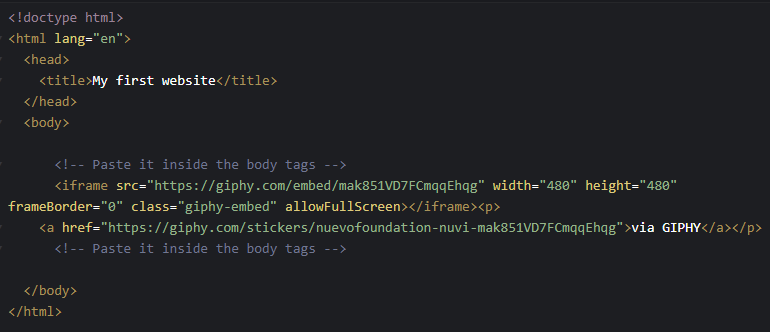 <!doctype html>
<html lang="en">
<head>
<title>My first website</title>
</head>
<body>
<!-- Paste it inside the body tags -->
<iframe src="https://giphy.com/embed/mak851VD7FCmqqEhqg" width="480" height="480"
frameBorder="0" class="giphy-embed" allowFullScreen></iframe><p>
<a href="https://giphy.com/stickers/nuevofoundation-nuvi-mak851VD7FCmqqEhqg">via GIPHY</a></p>
<!-- Paste it inside the body tags -->
</body>
</html>